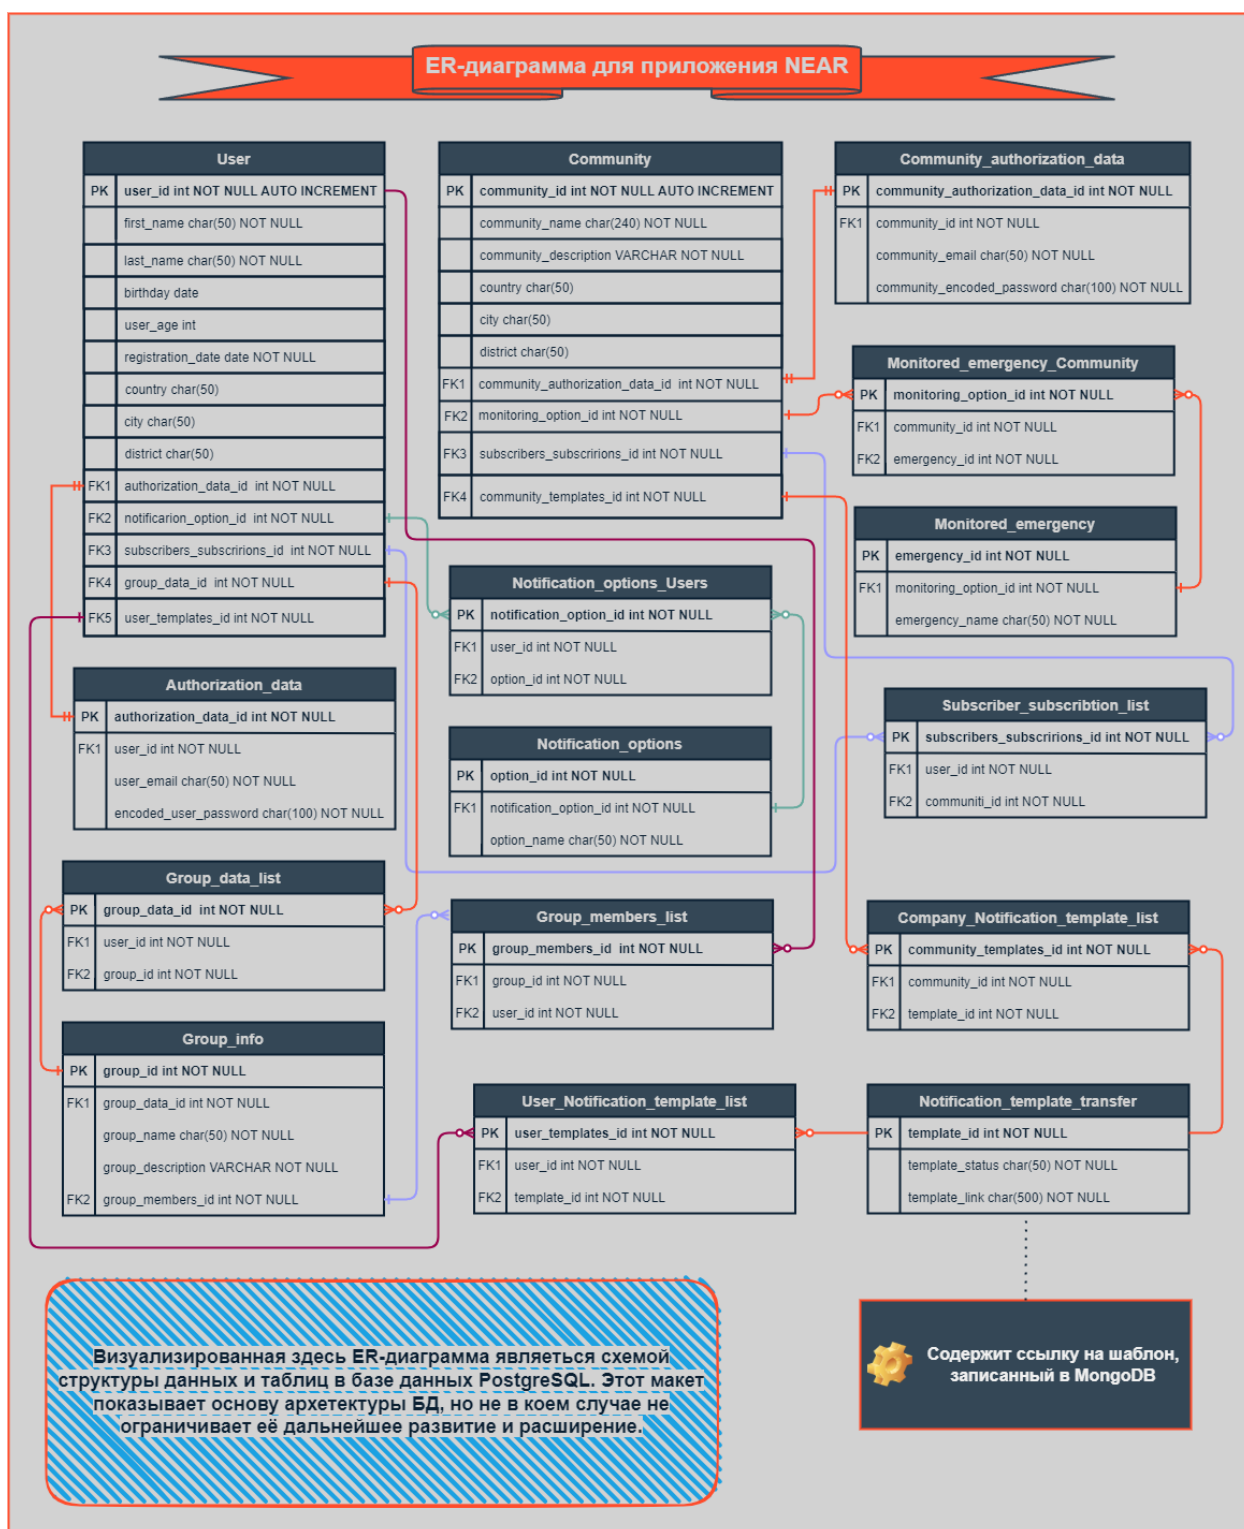 ER-диаграмма для приложения NEAR
User
PK user_id int NOT NULL AUTO INCREMENT
first_name char(50) NOT NULL
last_name char(50) NOT NULL
birthday date
user_age int
registration_date date NOT NULL
country char(50)
city char(50)
district char(50)
FK1 authorization_data_id int NOT NULL
FK2 notificarion_option_id int NOT NULL
FK3 subscribers_subscririons_id int NOT NULL
FK4 group_data_id int NOT NULL
FK5 user_templates_id int NOT NULL
Community
PK community_id int NOT NULL AUTO INCREMENT
community_name char(240) NOT NULL
community_description VARCHAR NOT NULL
country char(50)
city char(50)
district char(50)
FK1 community_authorization_data_id int NOT NULL
FK2 monitoring_option_id int NOT NULL
FK3 subscribers_subscririons_id int NOT NULL
FK4 community_templates_id int NOT NULL
Community_authorization_data
PK community_authorization_data_id int NOT NULL
FK1 community_id int NOT NULL
community_email char(50) NOT NULL
community_encoded_password char(100) NOT NULL
Monitored_emergency_Community
PK monitoring_option_id int NOT NULL
FK1 community_id int NOT NULL
FK2 emergency_id int NOT NULL
Monitored_emergency
PK emergency_id int NOT NULL
FK1 monitoring_option_id int NOT NULL
emergency_name char(50) NOT NULL
Notification_options_Users
PK notification_option_id int NOT NULL
FK1 user_id int NOT NULL
FK2 option_id int NOT NULL
Authorization_data
PK authorization_data_id int NOT NULL
FK1 user_id int NOT NULL
user_email char(50) NOT NULL
encoded_user_password char(100) NOT NULL
Notification_options
PK option_id int NOT NULL
FK1 notification_option_id int NOT NULL
option_name char(50) NOT NULL
Subscriber_subscribtion_list
PK subscribers_subscririons_id int NOT NULL
FK1 user_id int NOT NULL
FK2 communiti_id int NOT NULL
Group_data_list
PK group_data_id int NOT NULL
FK1 user_id int NOT NULL
FK2 group_id int NOT NULL
Group_members_list
PK group_members_id int NOT NULL
FK1 group_id int NOT NULL
FK2 user_id int NOT NULL
Company_Notification_template_list
PK community_templates_id int NOT NULL
FK1 community_id int NOT NULL
FK2 template_id int NOT NULL
Group_info
PK group_id int NOT NULL
FK1 group_data_id int NOT NULL
group_name char(50) NOT NULL
group_description VARCHAR NOT NULL
FK2 group_members_id int NOT NULL
User_Notification_template_list
PK user_templates_id int NOT NULL
FK1 user_id int NOT NULL
FK2 template_id int NOT NULL
Notification_template_transfer
PK template_id int NOT NULL
template_status char(50) NOT NULL
template_link char(500) NOT NULL
Визуализированная здесь ER-диаграмма являеться схемой
структуры данных и таблиц в базе данных PostgreSQL. Этот макет
показывает основу архетектуры БД, но не в коем случае не
ограничивает её дальнейшее развитие и расширение.
Содержит ссылку на шаблон,
записанный в MongoDB